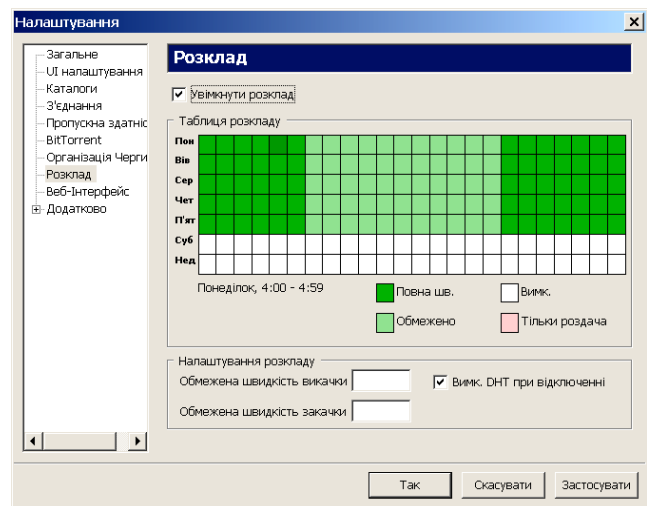 Налаштування
Загальне
UI налаштування
Каталоги
З'єднання
Пропускна здатніс
BitTorrent
Організація Черги
Розклад
Веб-Інтерфейс
Додатково
Розклад
Увімкнути розклад
Таблиця розкладу
Пон
Вів
Сер
Чет
П'ят
Суб
Нед
Понеділок, 4:00 - 4:59
Повна шв.
Вимк.
Обмежено
Тільки роздача
Налаштування розкладу
Обмежена швидкість викачки
Вимк. DHT при відключенні
Обмежена швидкість закачки
Так
Скасувати
Застосувати